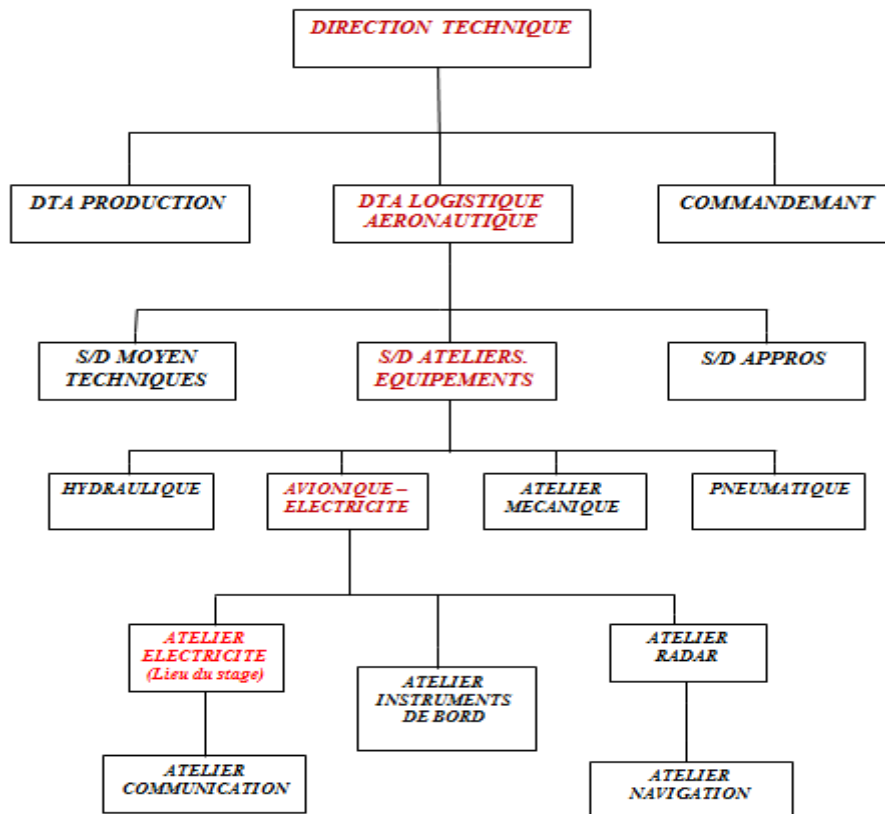 DIRECTION TECHNIQUE
DTA PRODUCTION
DTA LOGISTIQUE
AERONAUTIQUE
COMMANDEMANT
S/D MOYEN
TECHNIQUES
S/D ATELIERS.
EQUIPEMENTS
S/D APPROS
HYDRAULIQUE
AVIONIQUE –
ELECTRICITE
ATELIER
MECANIQUE
PNEUMATIQUE
ATELIER
ELECTRICITE
(Lieu du stage)
ATELIER
INSTRUMENTS
DE BORD
ATELIER
RADAR
ATELIER
COMMUNICATION
ATELIER
NAVIGATION